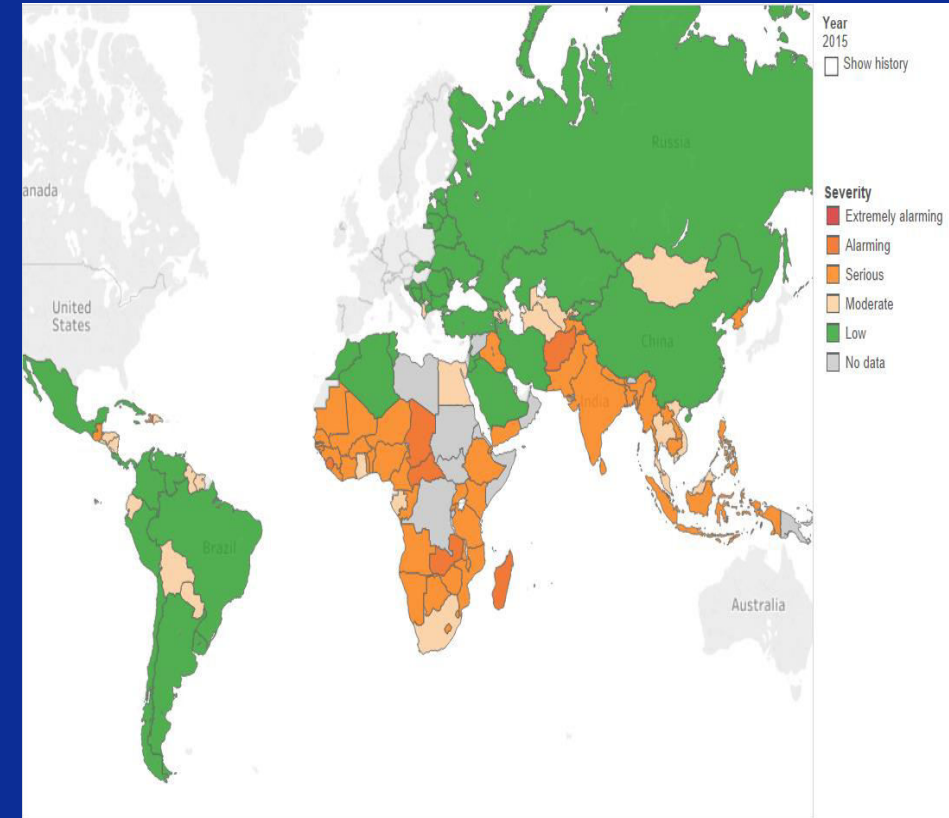 Year
2015
Show history
Russia
anada
Severity
Extremely alarming
Alarming
Serious
Moderate
Low
No data
United
States
China
India
Brazil
Australia